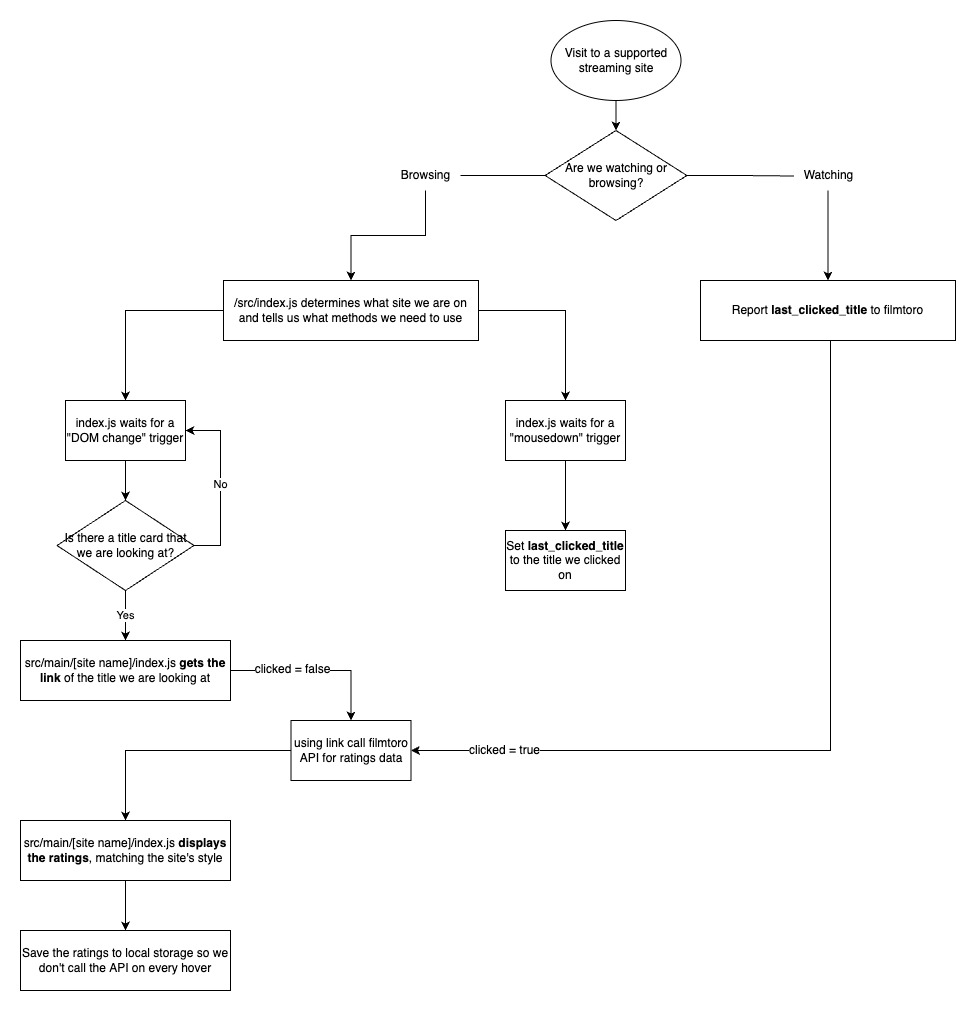 Visit to a supported
streaming site
Are we watching or
browsing?
Browsing
Watching
/src/index.js determines what site we are on
and tells us what methods we need to use
Report last_clicked_title to filmtoro
index.js waits for a
"DOM change" trigger
index.js waits for a
"mousedown" trigger
No
Is there a title card that
we are looking at?
Set last_clicked_title
to the title we clicked
on
Yes
src/main/[site name]/index.js gets the
link of the title we are looking at
clicked = false
using link call filmtoro
API for ratings data
clicked = true
src/main/[site name]/index.js displays
the ratings, matching the site's style
Save the ratings to local storage so we
don't call the API on every hover